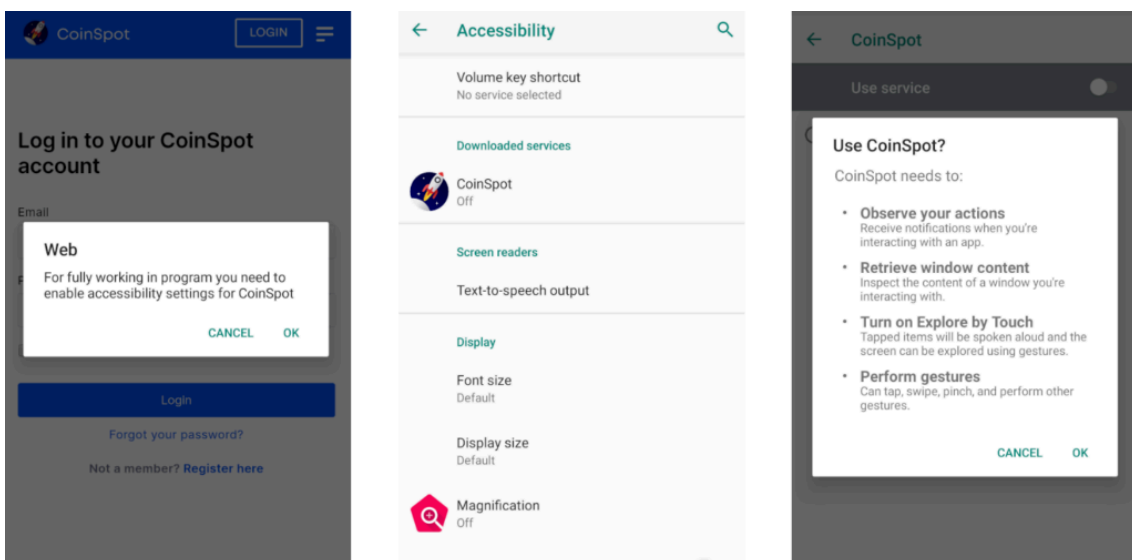 CoinSpot
LOGIN
Log in to your CoinSpot
account
Email
Web
For fully working in program you need to
enable accessibility settings for CoinSpot
CANCEL OK
Login
Forgot your password?
Not a member? Register here
Accessibility
Volume key shortcut
No service selected
Downloaded services
CoinSpot
Off
Screen readers
Text-to-speech output
Display
Font size
Default
Display size
Default
Magnification
Off
CoinSpot
Use service
Use CoinSpot?
CoinSpot needs to:
• Observe your actions
Receive notifications when you're
interacting with an app.
• Retrieve window content
Inspect the content of a window you're
interacting with.
• Turn on Explore by Touch
Tapped items will be spoken aloud and the
screen can be explored using gestures.
• Perform gestures
Can tap, swipe, pinch, and perform other
gestures.
CANCEL OK